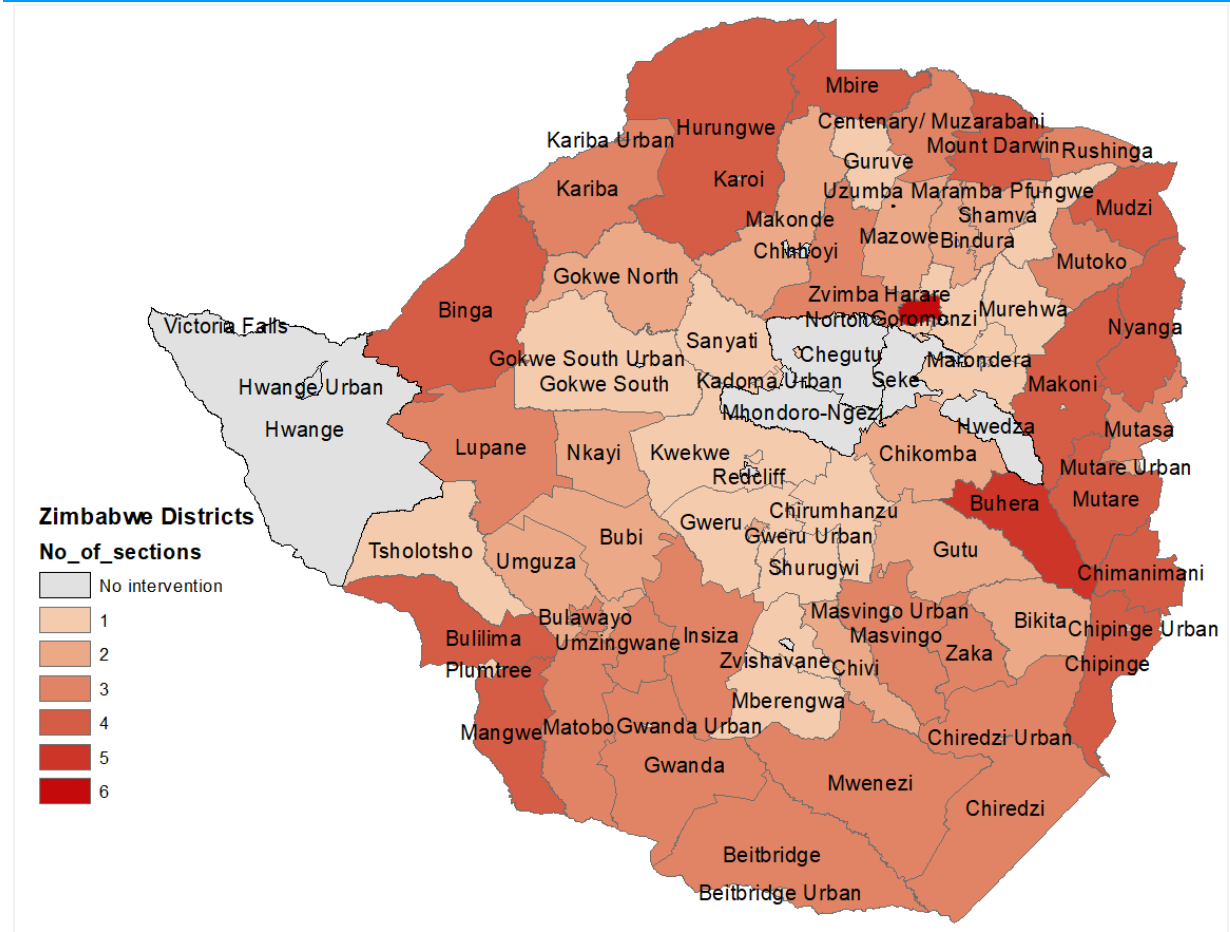 Mbire
Centenary/ Muzarabani
Hurungwe
Kariba Urban
Mount Darwin
Rushinga
Guruve
Karoi
Kariba
Uzumba Maramba Pfungwe
Mudzi
Shamva
Makonde
Mazowe
Bindura
Chinhoyi
Mutoko
Gokwe North
Zvimba
Harare
Binga
Murehwa
Norton
Goromonzi
Victoria Falls
Nyanga
Sanyati
Chegutu
Gokwe South Urban
Marondera
Kadoma Urban
Seke
Gokwe South
Makoni
Hwange Urban
Mhondoro-Ngezi
Hwedza
Hwange
Mutasa
Lupane
Nkayi
Kwekwe
Chikomba
Mutare Urban
Redcliff
Mutare
Buhera
Chirumhanzu
Gweru
Gweru Urban
Bubi
Tsholotsho
Gutu
Umguza
Shurugwi
Chimanimani
Bulawayo
Masvingo Urban
Bikita
Chipinge Urban
Bulilima
Umzingwane
Insiza
Masvingo
Zaka
Zvishavane
Chivi
Chipinge
Plumtree
Mberengwa
Mangwe
Matobo
Gwanda Urban
Chiredzi Urban
Gwanda
Mwenezi
Chiredzi
Beitbridge
Beitbridge Urban
Zimbabwe Districts
No_of_sections
No intervention
1
2
3
4
5
6